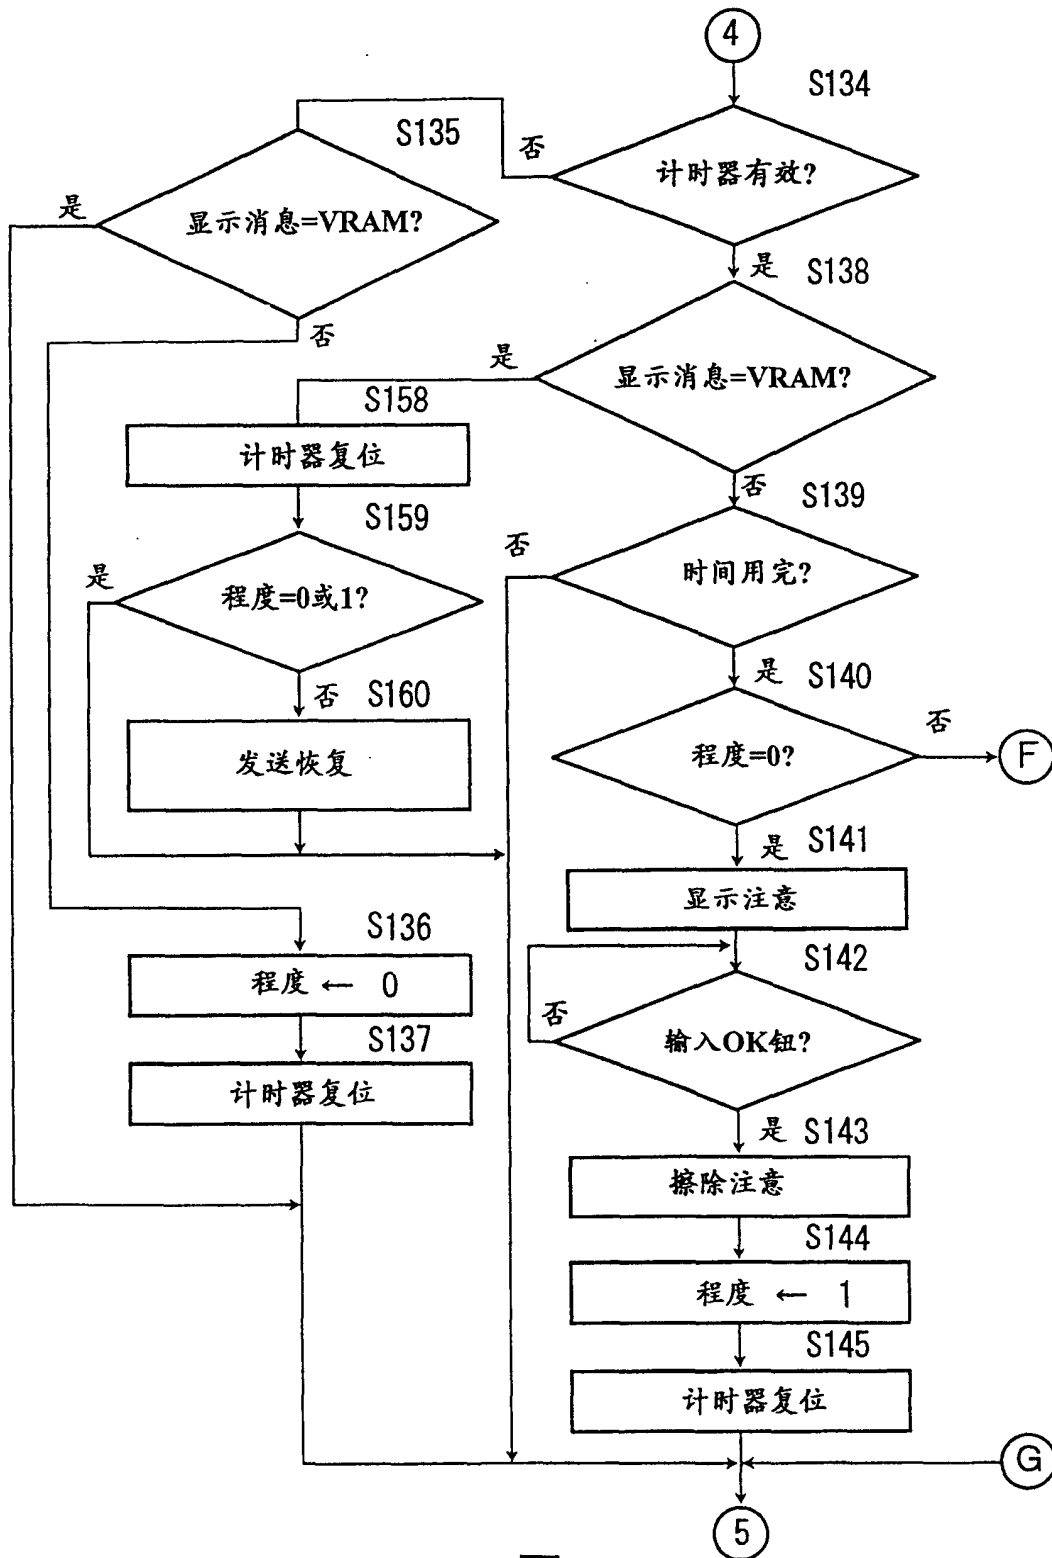 4
S134
计时器有效?
否
S135
显示消息=VRAM?
是
否
是
S138
显示消息=VRAM?
是
S158
计时器复位
S159
程度=0或1?
是
否
S160
发送恢复
否
S139
时间用完?
否
是
S140
程度=0?
否
F
是
S141
显示注意
S142
输入OK钮?
否
是
S143
擦除注意
S144
程度 ← 1
S145
计时器复位
S136
程度 ← 0
S137
计时器复位
G
5